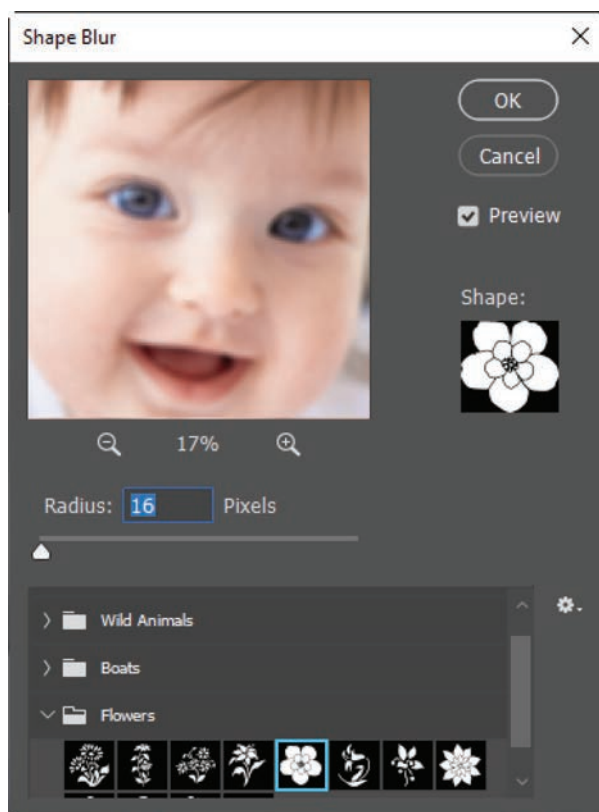 Shape Blur
OK
Cancel
Preview
Shape:
17%
Radius: 16 Pixels
Wild Animals
Boats
Flowers